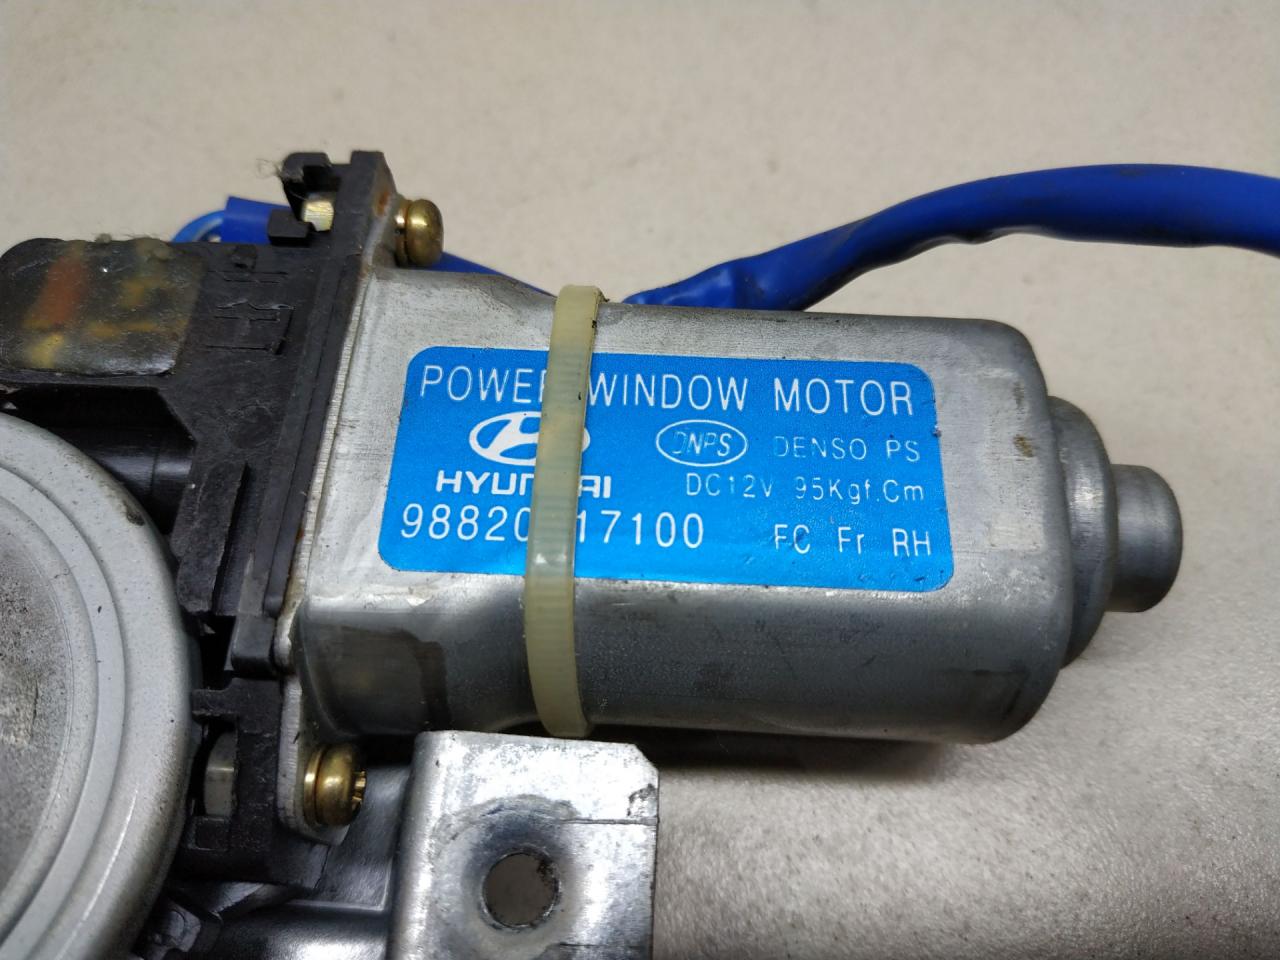 POWER WINDOW MOTOR
HYUNDAI DNPS DENSO PS
DC12V 95Kgf.Cm
98820 17100 FC Fr RH